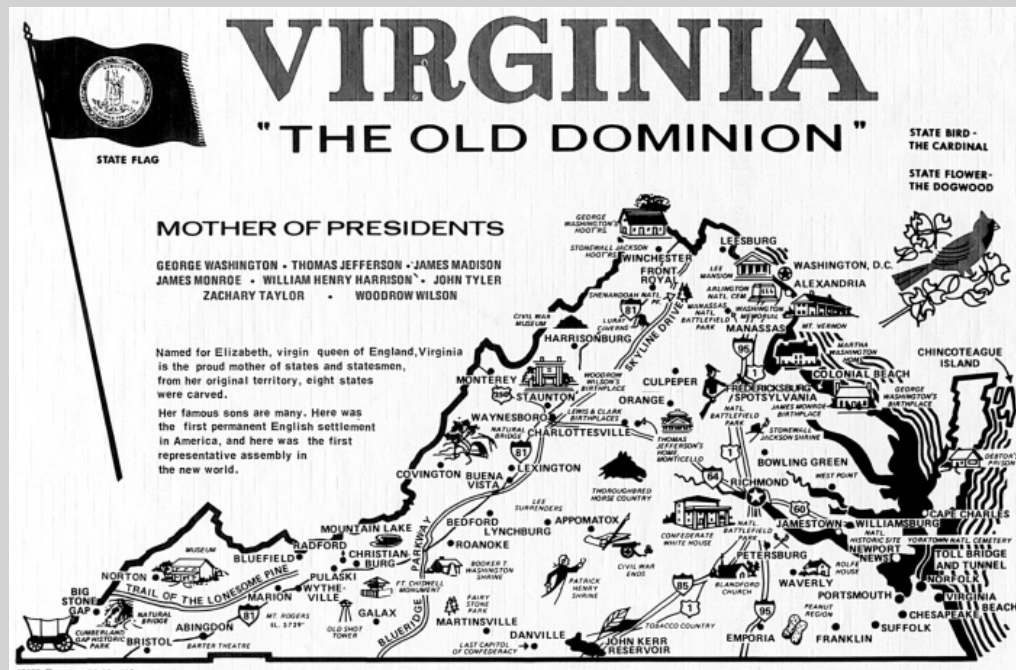 VIRGINIA
"THE OLD DOMINION"
STATE FLAG
STATE BIRD -
THE CARDINAL
STATE FLOWER-
THE DOGWOOD
MOTHER OF PRESIDENTS
GEORGE WASHINGTON • THOMAS JEFFERSON • JAMES MADISON
JAMES MONROE • WILLIAM HENRY HARRISON • JOHN TYLER
ZACHARY TAYLOR • WOODROW WILSON
Named for Elizabeth, virgin queen of England,Virginia
is the proud mother of states and statesmen,
from her original territory, eight states
were carved.
Her famous sons are many. Here was
the first permanent English settlement
in America, and here was the first
representative assembly in
the new world.
GEORGE
WASHINGTON'S
HDQT'RS.
STONEWALL JACKSON
HDQT'RS
WINCHESTER
LEESBURG
FRONT
ROYAL
LEE
MANSION
WASHINGTON, D.C.
ARLINGTON
NATL. CEM.
ALEXANDRIA
SHENANDOAH NATL.
PK.
MANASSAS
NATL.
BATTLEFIELD
PARK
WASHINGTON
MEMORIAL
MANASSAS
MT. VERNON
CIVIL WAR
MUSEUM
81
LURAY
CAVERNS
SKYLINE DRIVE
HARRISONBURG
95
1
MARTHA
WASHINGTON
HOME
CHINCOTEAGUE
ISLAND
MONTEREY
250
STAUNTON
WOODROW
WILSON'S
BIRTHPLACE
CULPEPER
COLONIAL BEACH
ORANGE
FREDERICKSBURG
SPOTSYLVANIA
GEORGE
WASHINGTON'S
BIRTHPLACE
WAYNESBORO
LEWIS & CLARK
BIRTHPLACES
NATL.
BATTLEFIELD
PARK
JAMES MONROE
BIRTHPLACE
NATURAL
BRIDGE
CHARLOTTESVILLE
THOMAS
JEFFERSON'S
HOME
MONTICELLO
STONEWALL
JACKSON SHRINE
DEBTOR'S
PRISON
81
COVINGTON
BUENA
VISTA
LEXINGTON
1
BOWLING GREEN
64
WEST POINT
THOROUGHBRED
HORSE COUNTRY
RICHMOND
LEE
SURRENDERS
60
CAPE CHARLES
MOUNTAIN LAKE
BEDFORD
LYNCHBURG
APPOMATOX
CONFEDERATE
WHITE HOUSE
NATL.
BATTLEFIELD
PARK
JAMESTOWN
WILLIAMSBURG
NATL.
HISTORIC SITE
YORKTOWN NATL. CEMETERY
RADFORD
ROANOKE
PETERSBURG
NEWPORT
NEWS
TOLL BRIDGE
AND TUNNEL
MUSEUM
BLUEFIELD
CHRISTIAN-
BURG
BOOKER T.
WASHINGTON
SHRINE
CIVIL WAR
ENDS
ROLFE
HOUSE
NORTON
TRAIL OF THE LONESOME PINE
PULASKI
BLUERIDGE PARKWAY
PATRICK
HENRY
SHRINE
85
1
BLANDFORD
CHURCH
WAVERLY
NORFOLK
BIG
STONE
GAP
MARION
WYTHE-
VILLE
FT. CHISWELL
MONUMENT
FAIRY
STONE
PARK
PORTSMOUTH
VIRGINIA
BEACH
NATURAL
BRIDGE
81
MT. ROGERS
EL. 5719'
GALAX
MARTINSVILLE
95
PEANUT
REGION
CHESAPEAKE
ABINGDON
OLD SHOT
TOWER
TOBACCO COUNTRY
SUFFOLK
CUMBERLAND
GAP HISTORIC
PARK
BRISTOL
BARTER THEATRE
LAST CAPITOL
OF CONFEDERACY
DANVILLE
JOHN KERR
RESERVOIR
EMPORIA
FRANKLIN